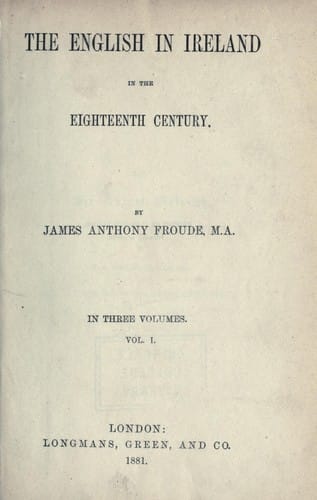 THE ENGLISH IN IRELAND
IN THE
EIGHTEENTH CENTURY.
BY
JAMES ANTHONY FROUDE, M.A.
IN THREE VOLUMES.
VOL. I.
LONDON:
LONGMANS, GREEN, AND CO.
1881.